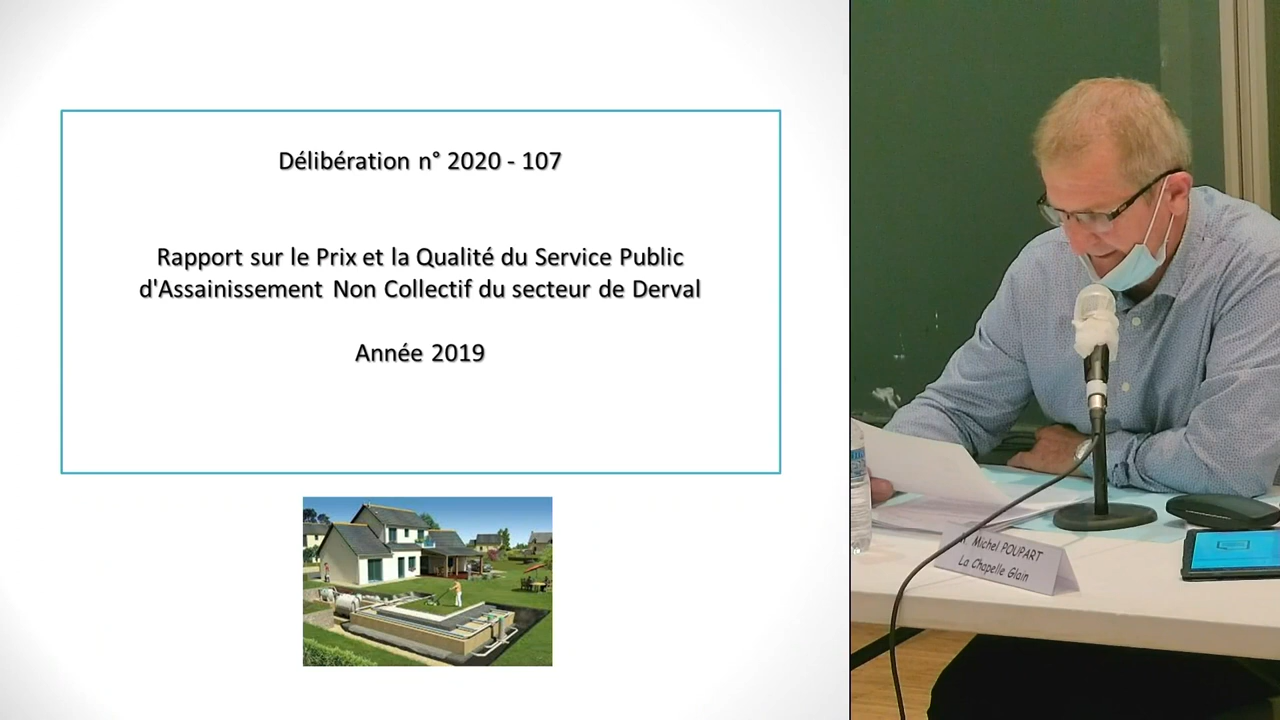 Délibération n° 2020 - 107
Rapport sur le Prix et la Qualité du Service Public
d'Assainissement Non Collectif du secteur de Derval
Année 2019
Michel POUPART
La Chapelle Glain